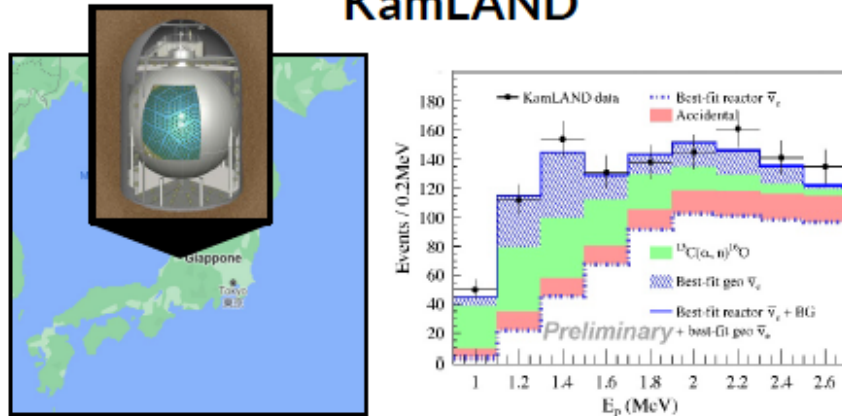 KamLAND
Giappone
Tokyo
東京
KamLAND data
Best-fit reactor ν̅e
Accidental
¹³C(α, n)¹⁶O
Best-fit geo ν̅e
Best-fit reactor ν̅e + BG
+ best-fit geo ν̅e
Preliminary
Events / 0.2MeV
180
160
140
120
100
80
60
40
20
0
1 1.2 1.4 1.6 1.8 2 2.2 2.4 2.6
Ep (MeV)